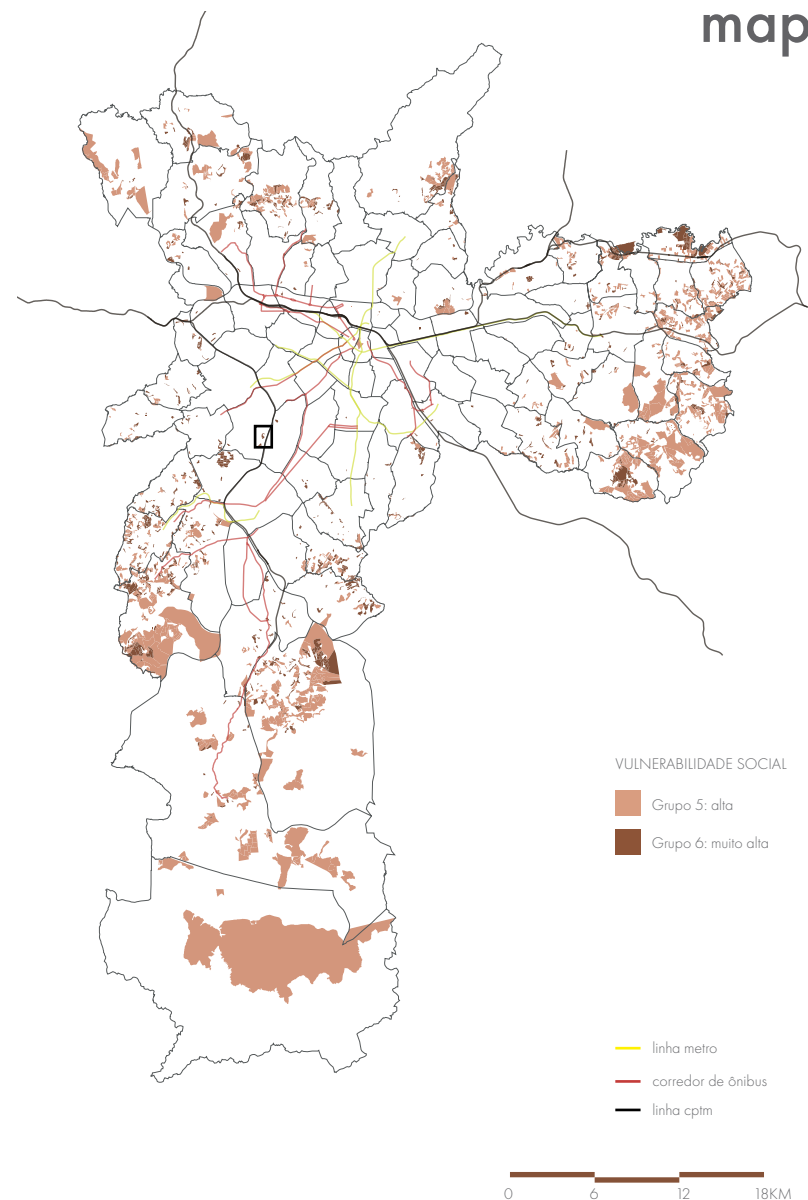 map
VULNERABILIDADE SOCIAL
Grupo 5: alta
Grupo 6: muito alta
linha metro
corredor de ônibus
linha cptm
0 6 12 18KM